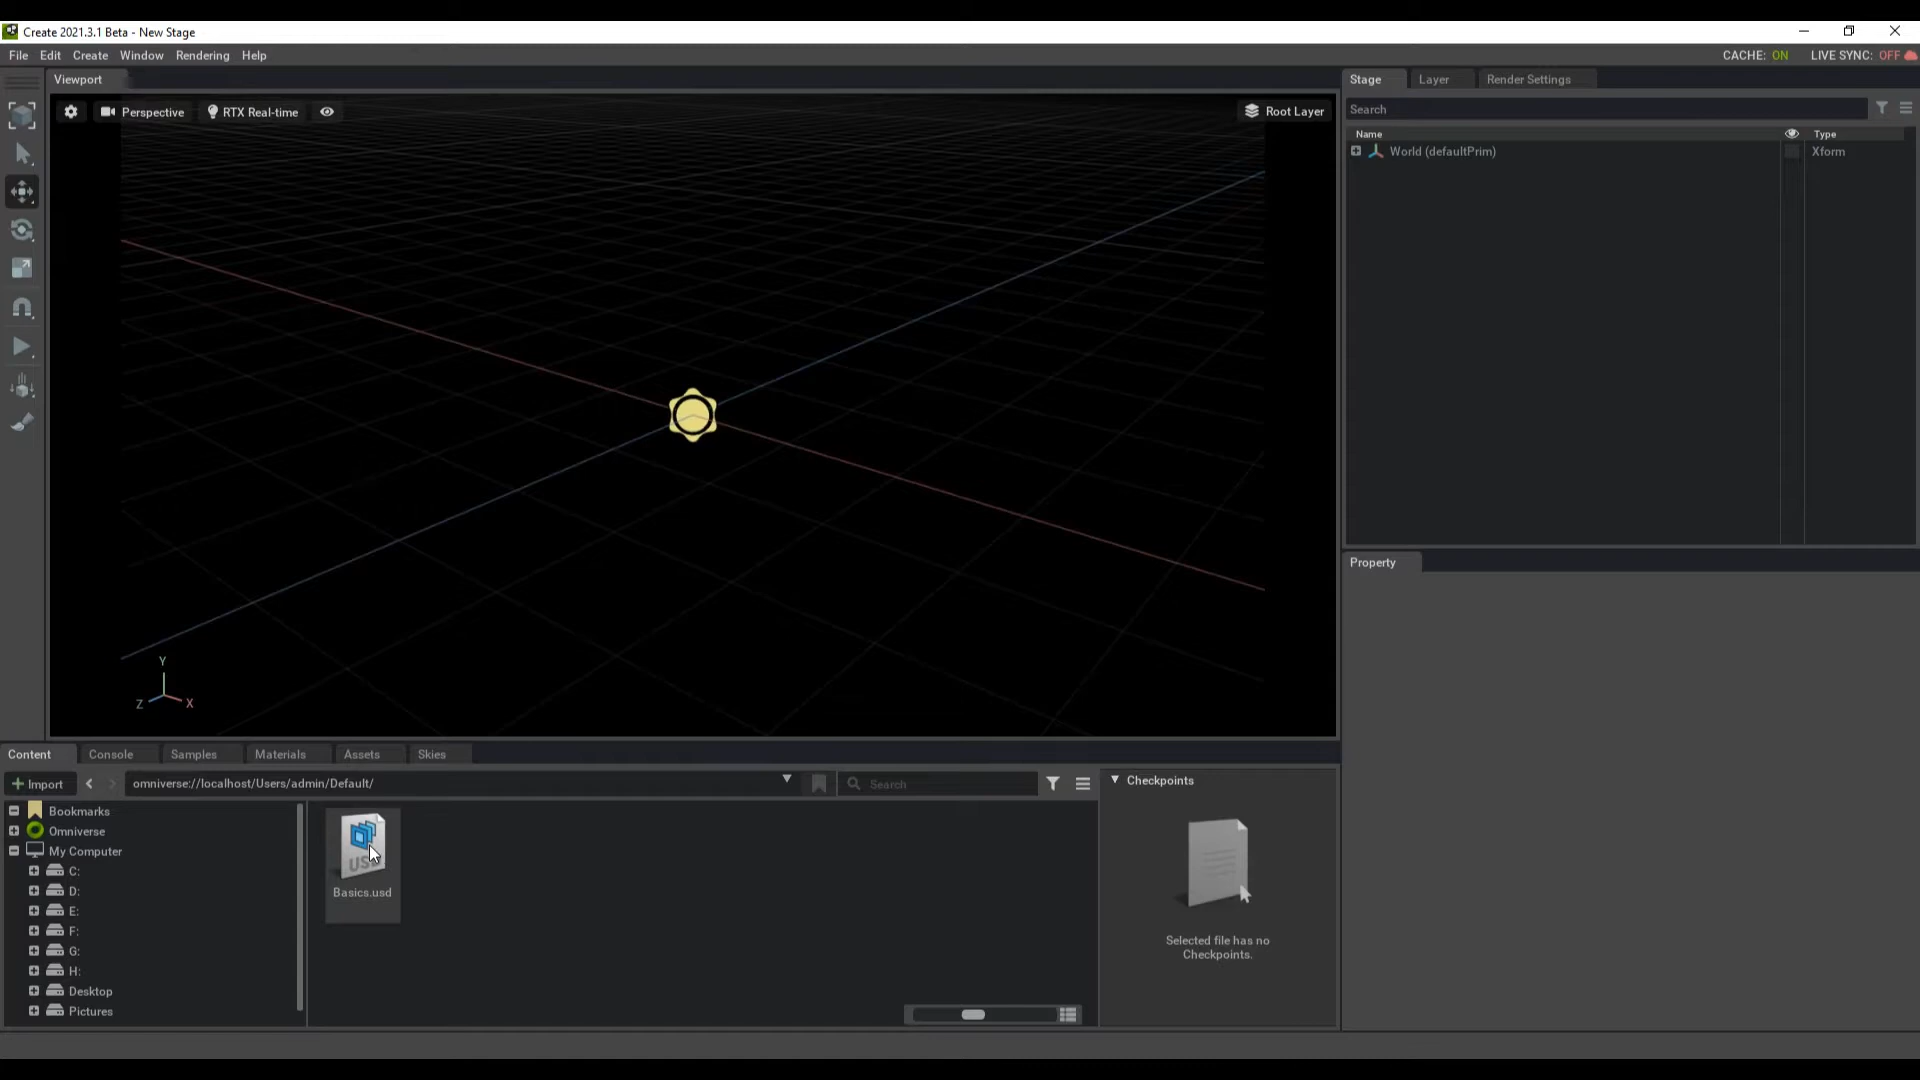 Create 2021.3.1 Beta - New Stage
File Edit Create Window Rendering Help
CACHE: ON LIVE SYNC: OFF
Viewport
Stage Layer Render Settings
Perspective RTX Real-time
Root Layer
Search
Name Type
World (defaultPrim) Xform
Property
Y
Z X
Content Console Samples Materials Assets Skies
Import
omniverse://localhost/Users/admin/Default/
Search
Checkpoints
Bookmarks
Omniverse
My Computer
C:
D:
E:
F:
G:
H:
Desktop
Pictures
USD
Basics.usd
Selected file has no
Checkpoints.